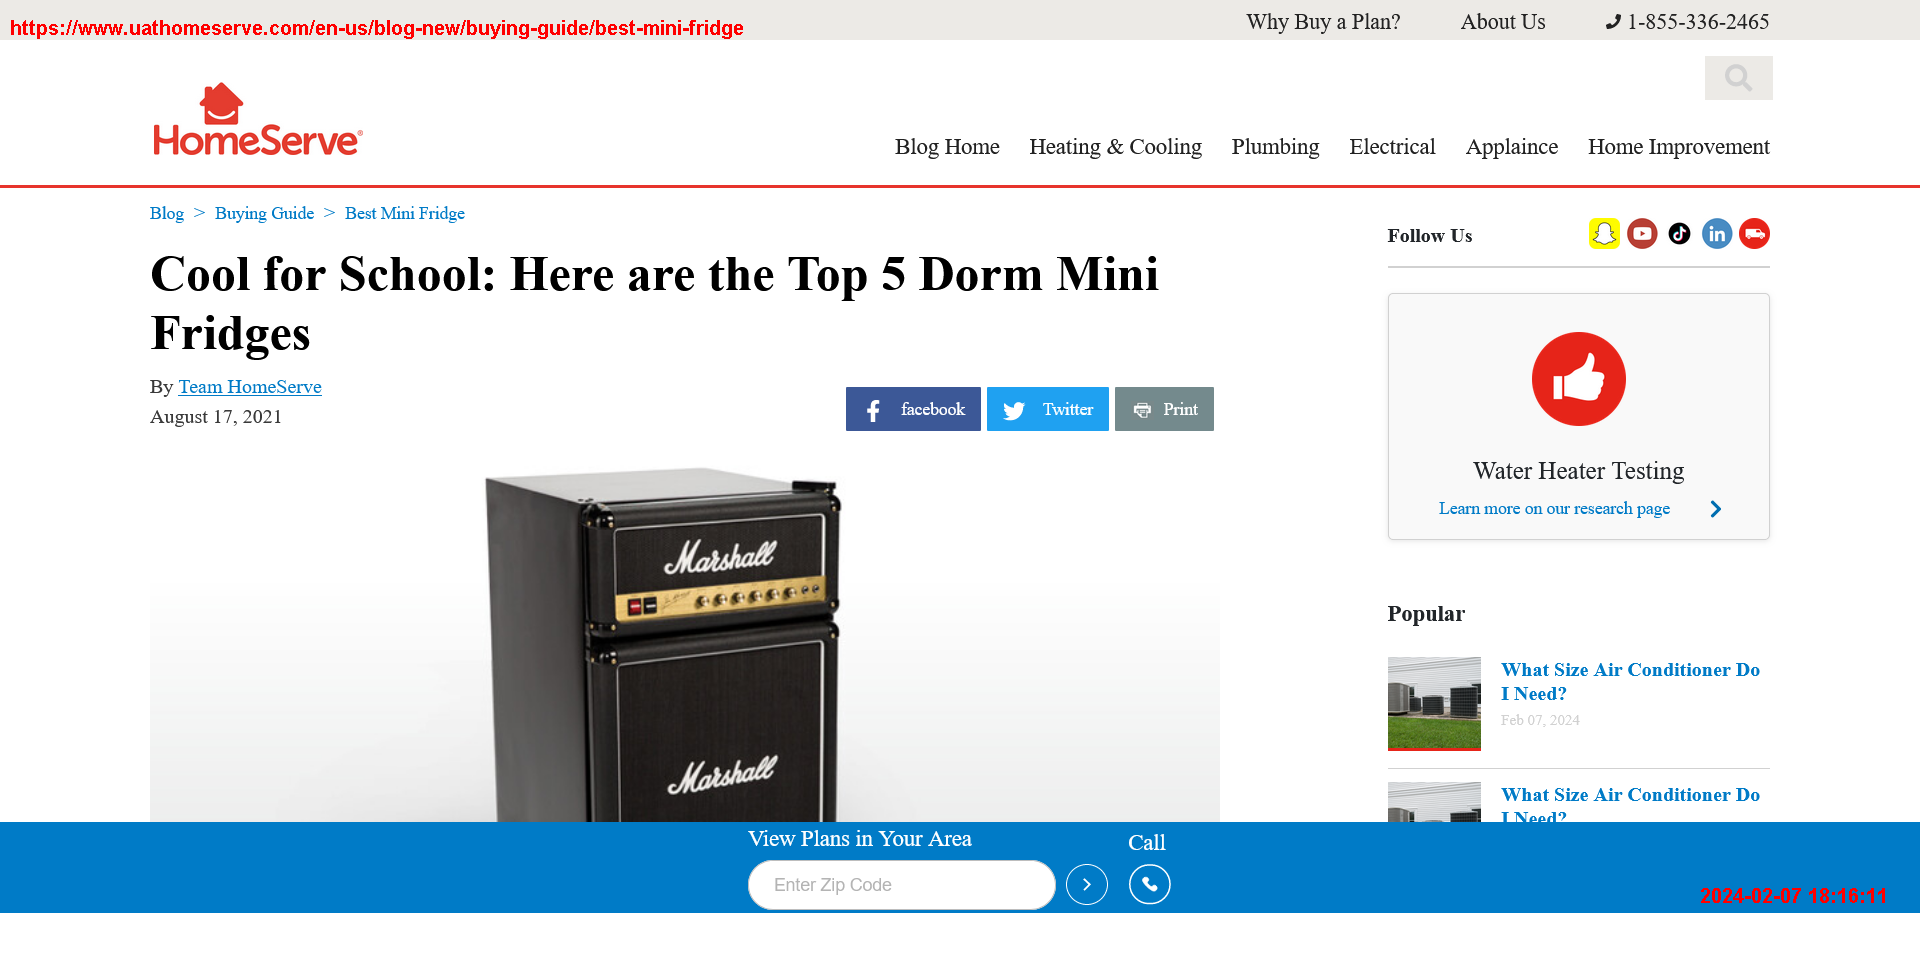 https://www.uathomeserve.com/en-us/blog-new/buying-guide/best-mini-fridge
Why Buy a Plan?
About Us
1-855-336-2465
HomeServe®
Blog Home
Heating & Cooling
Plumbing
Electrical
Applaince
Home Improvement
Blog > Buying Guide > Best Mini Fridge
Cool for School: Here are the Top 5 Dorm Mini
Fridges
By Team HomeServe
August 17, 2021
facebook
Twitter
Print
Marshall
Marshall
Follow Us
in
Water Heater Testing
Learn more on our research page
Popular
What Size Air Conditioner Do
I Need?
Feb 07, 2024
What Size Air Conditioner Do
I Need?
View Plans in Your Area
Enter Zip Code
Call
2024-02-07 18:16:11